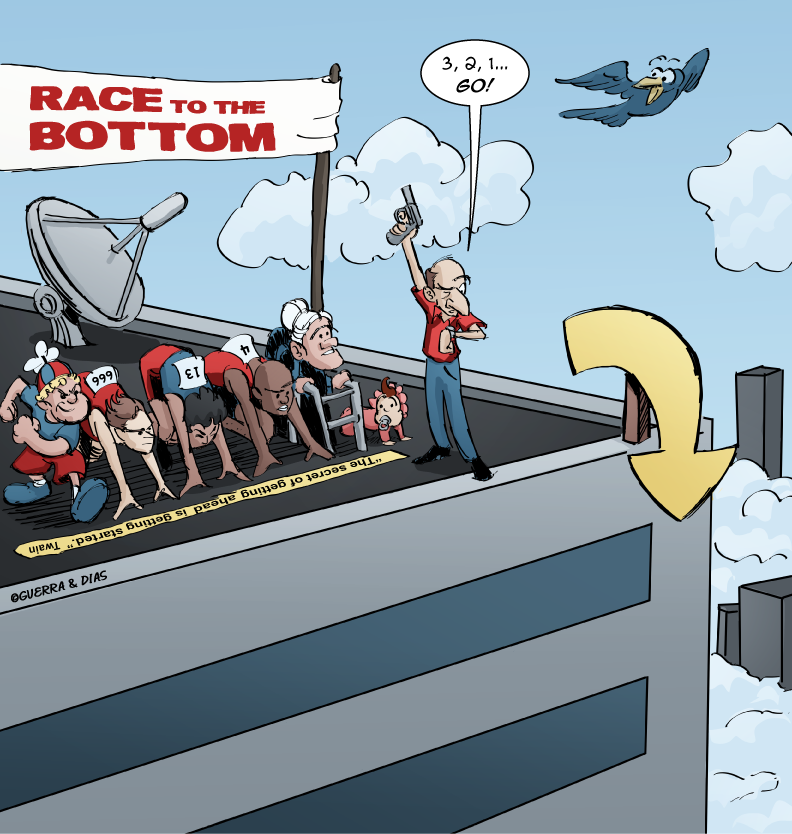 RACE TO THE
BOTTOM
3, 2, 1...
GO!
666
13
4
"The secret of getting ahead is getting started." Twain
©GUERRA & DIAS